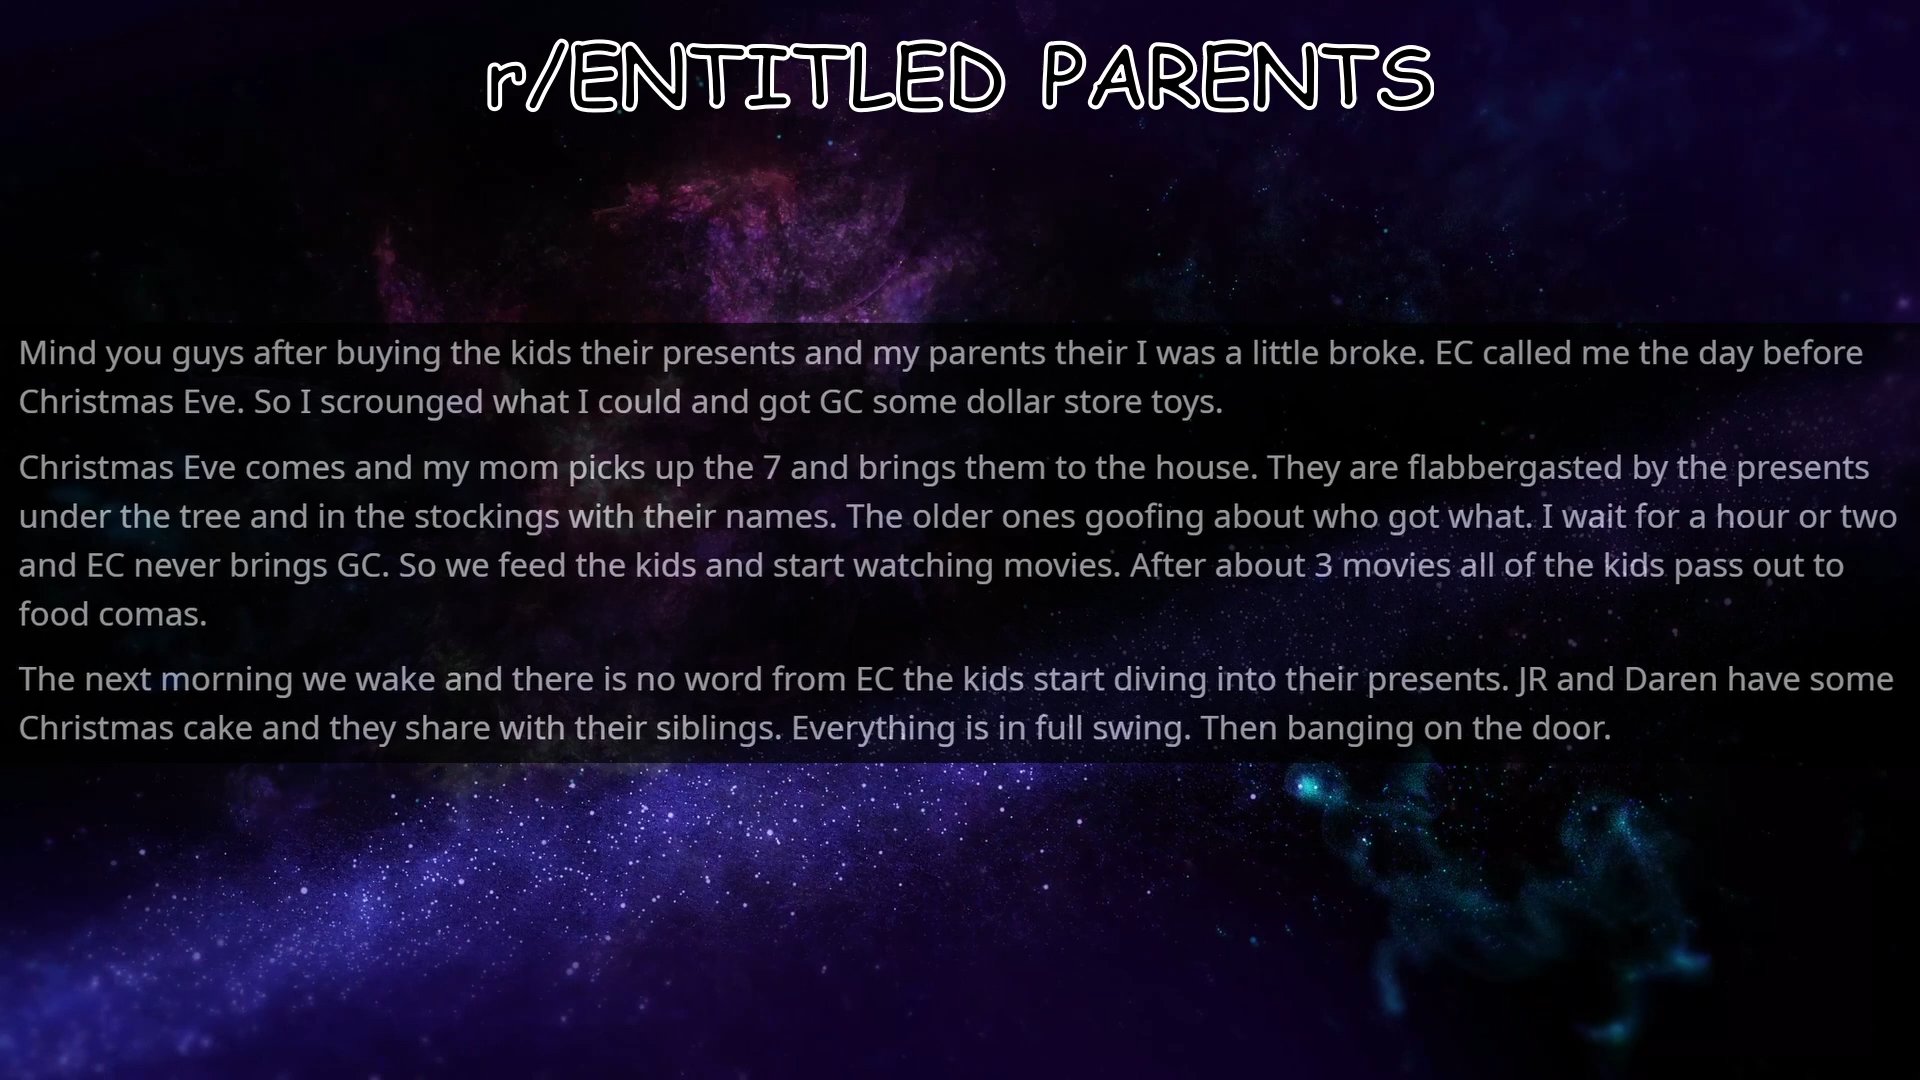 r/ENTITLED PARENTS
Mind you guys after buying the kids their presents and my parents their I was a little broke. EC called me the day before
Christmas Eve. So I scrounged what I could and got GC some dollar store toys.
Christmas Eve comes and my mom picks up the 7 and brings them to the house. They are flabbergasted by the presents
under the tree and in the stockings with their names. The older ones goofing about who got what. I wait for a hour or two
and EC never brings GC. So we feed the kids and start watching movies. After about 3 movies all of the kids pass out to
food comas.
The next morning we wake and there is no word from EC the kids start diving into their presents. JR and Daren have some
Christmas cake and they share with their siblings. Everything is in full swing. Then banging on the door.